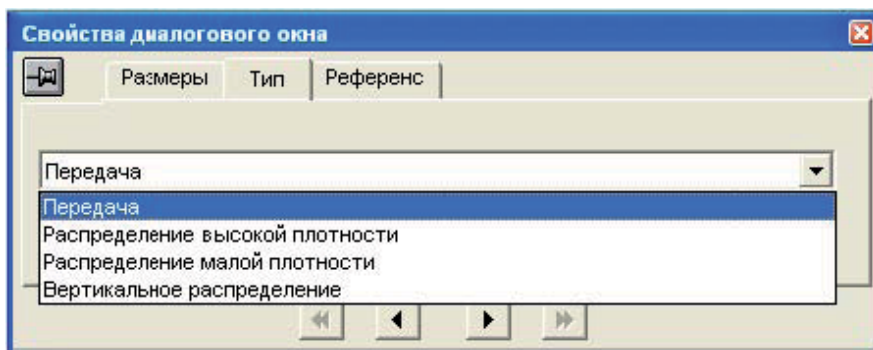 Свойства диалогового окна
Размеры Тип Референс
Передача
Передача
Распределение высокой плотности
Распределение малой плотности
Вертикальное распределение